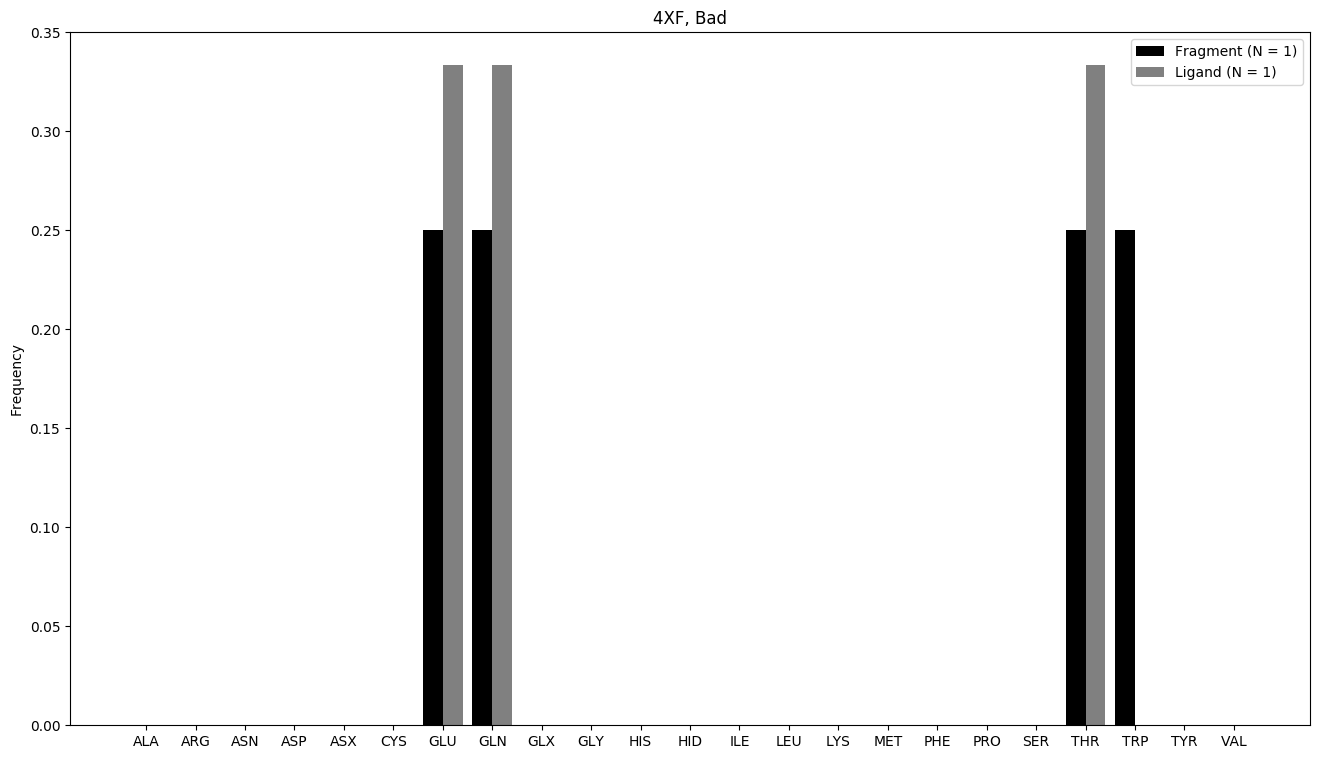 4XF, Bad
Fragment (N = 1)
Ligand (N = 1)
Frequency
0.35
0.30
0.25
0.20
0.15
0.10
0.05
0.00
ALA ARG ASN ASP ASX CYS GLU GLN GLX GLY HIS HID ILE LEU LYS MET PHE PRO SER THR TRP TYR VAL